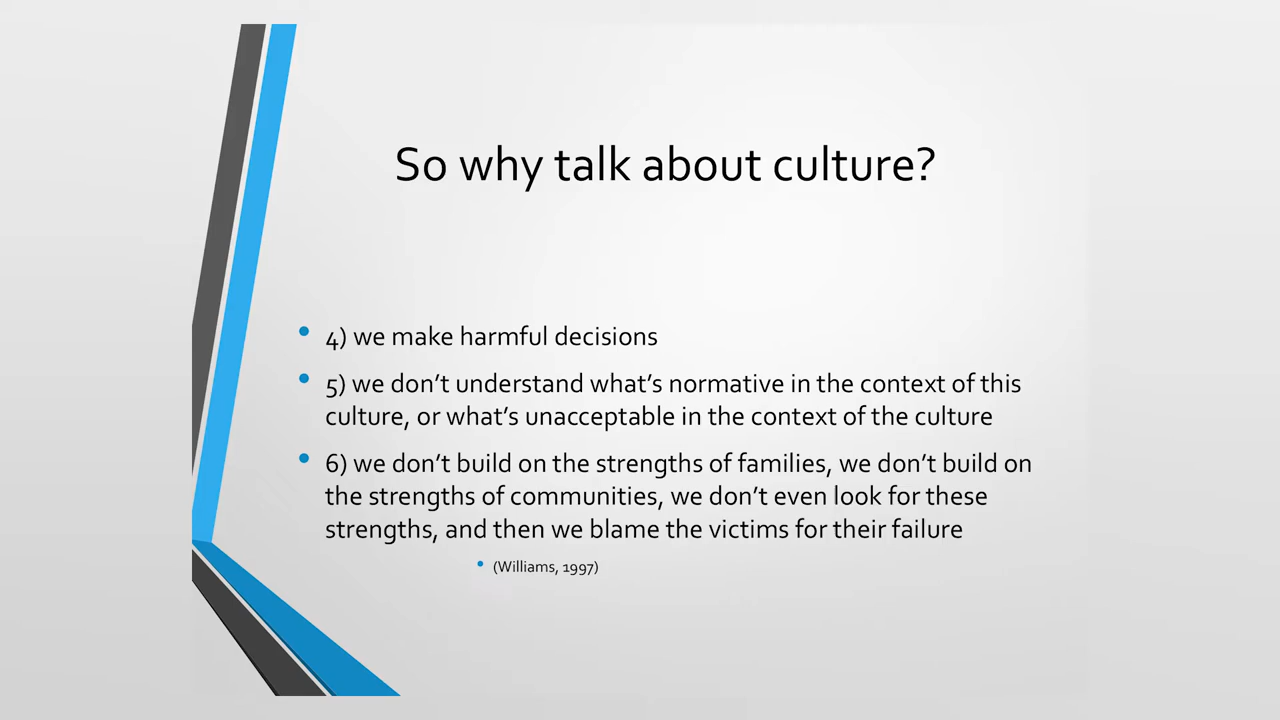 So why talk about culture?
• 4) we make harmful decisions
• 5) we don't understand what's normative in the context of this
culture, or what's unacceptable in the context of the culture
• 6) we don't build on the strengths of families, we don't build on
the strengths of communities, we don't even look for these
strengths, and then we blame the victims for their failure
• (Williams, 1997)